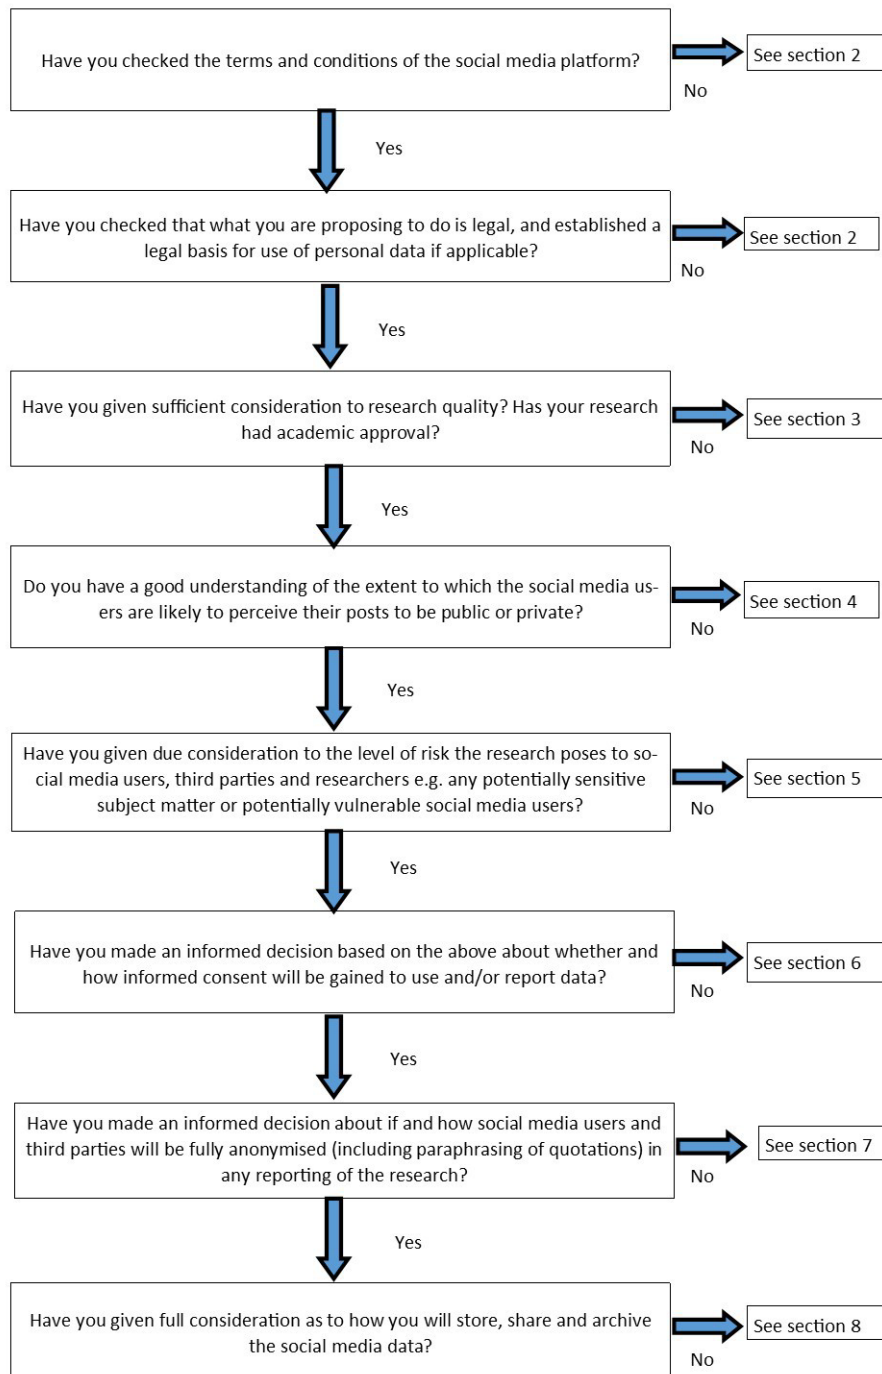 Have you checked the terms and conditions of the social media platform?
See section 2
No
Yes
Have you checked that what you are proposing to do is legal, and established a
legal basis for use of personal data if applicable?
See section 2
No
Yes
Have you given sufficient consideration to research quality? Has your research
had academic approval?
See section 3
No
Yes
Do you have a good understanding of the extent to which the social media us-
ers are likely to perceive their posts to be public or private?
See section 4
No
Yes
Have you given due consideration to the level of risk the research poses to so-
cial media users, third parties and researchers e.g. any potentially sensitive
subject matter or potentially vulnerable social media users?
See section 5
No
Yes
Have you made an informed decision based on the above about whether and
how informed consent will be gained to use and/or report data?
See section 6
No
Yes
Have you made an informed decision about if and how social media users and
third parties will be fully anonymised (including paraphrasing of quotations) in
any reporting of the research?
See section 7
No
Yes
Have you given full consideration as to how you will store, share and archive
the social media data?
See section 8
No